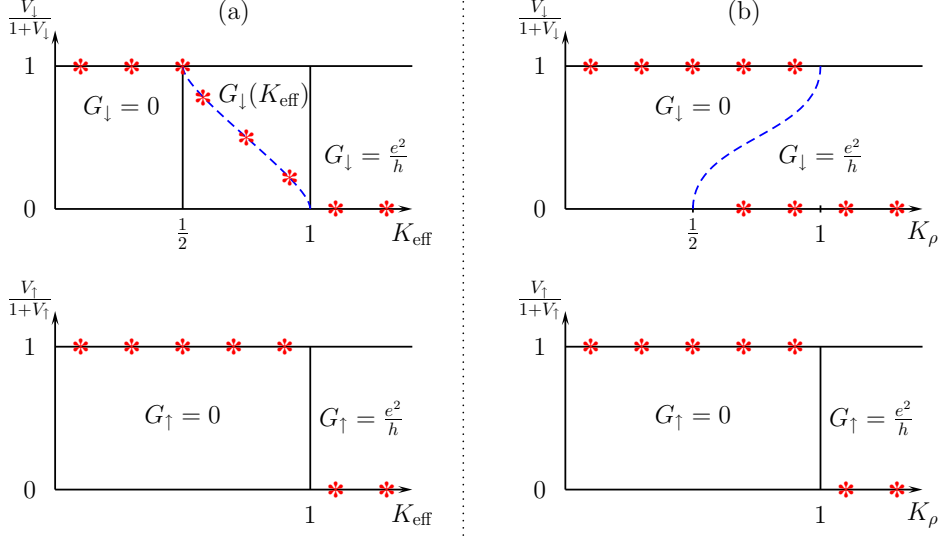 (a)
V↓/(1+V↓)
1
G↓ = 0
G↓(K_eff)
G↓ = e²/h
0
1/2
1
K_eff
V↑/(1+V↑)
1
G↑ = 0
G↑ = e²/h
0
1
K_eff
(b)
V↓/(1+V↓)
1
G↓ = 0
G↓ = e²/h
0
1/2
1
K_ρ
V↑/(1+V↑)
1
G↑ = 0
G↑ = e²/h
0
1
K_ρ